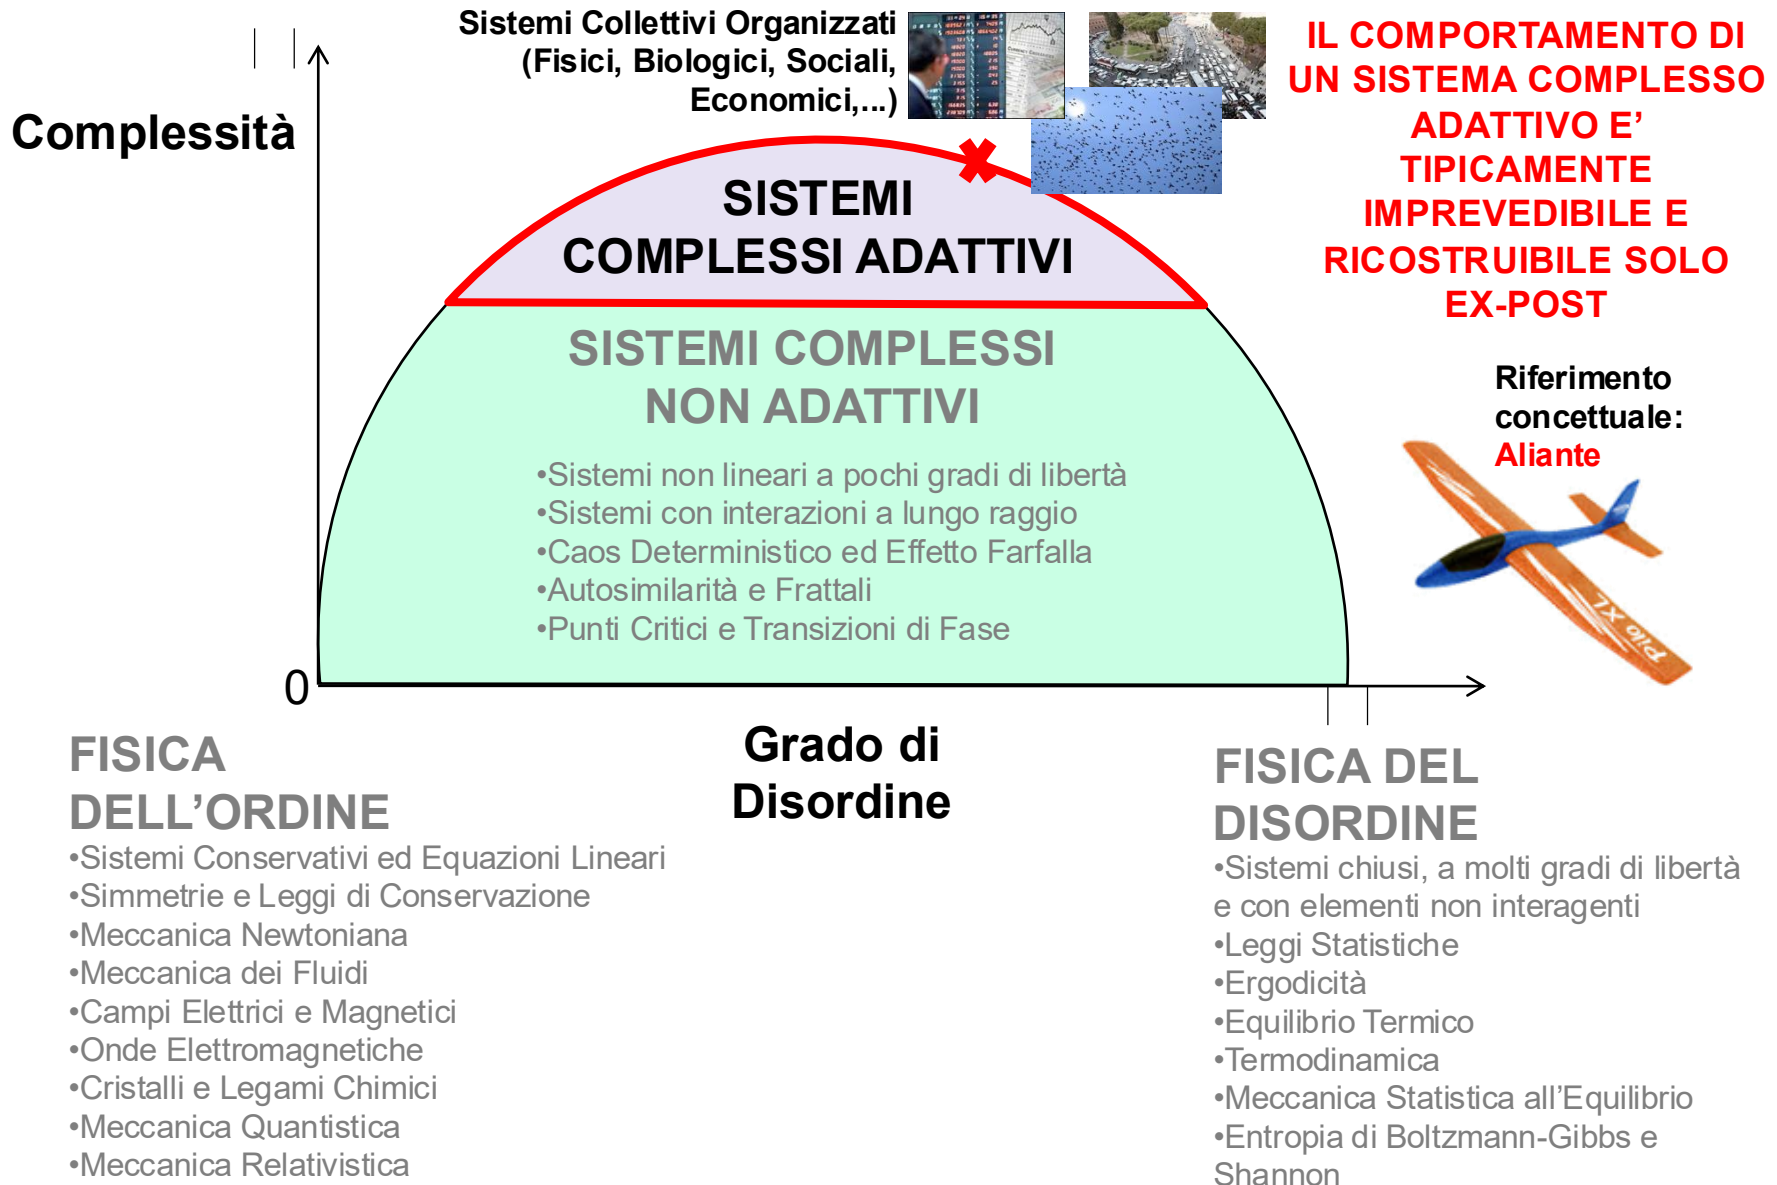 Sistemi Collettivi Organizzati
(Fisici, Biologici, Sociali,
Economici,...)
IL COMPORTAMENTO DI
UN SISTEMA COMPLESSO
ADATTIVO E’
TIPICAMENTE
IMPREVEDIBILE E
RICOSTRUIBILE SOLO
EX-POST
Complessità
SISTEMI
COMPLESSI ADATTIVI
SISTEMI COMPLESSI
NON ADATTIVI
•Sistemi non lineari a pochi gradi di libertà
•Sistemi con interazioni a lungo raggio
•Caos Deterministico ed Effetto Farfalla
•Autosimilarità e Frattali
•Punti Critici e Transizioni di Fase
Riferimento
concettuale:
Aliante
Pilo XL
0
Grado di
Disordine
FISICA
DELL’ORDINE
•Sistemi Conservativi ed Equazioni Lineari
•Simmetrie e Leggi di Conservazione
•Meccanica Newtoniana
•Meccanica dei Fluidi
•Campi Elettrici e Magnetici
•Onde Elettromagnetiche
•Cristalli e Legami Chimici
•Meccanica Quantistica
•Meccanica Relativistica
FISICA DEL
DISORDINE
•Sistemi chiusi, a molti gradi di libertà
e con elementi non interagenti
•Leggi Statistiche
•Ergodicità
•Equilibrio Termico
•Termodinamica
•Meccanica Statistica all’Equilibrio
•Entropia di Boltzmann-Gibbs e
Shannon